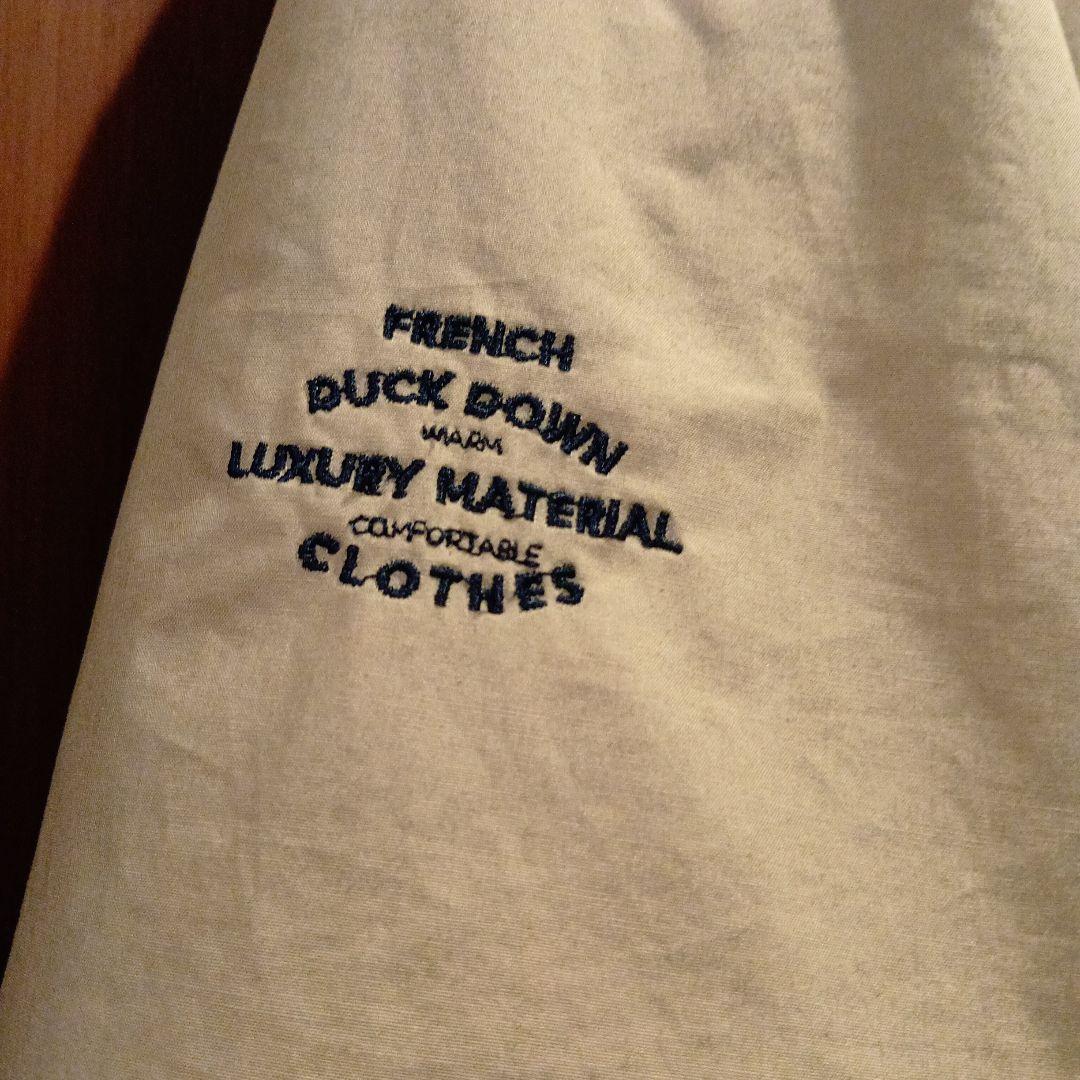 FRENCH
DUCK DOWN
WARM
LUXURY MATERIAL
COMFORTABLE
CLOTHES